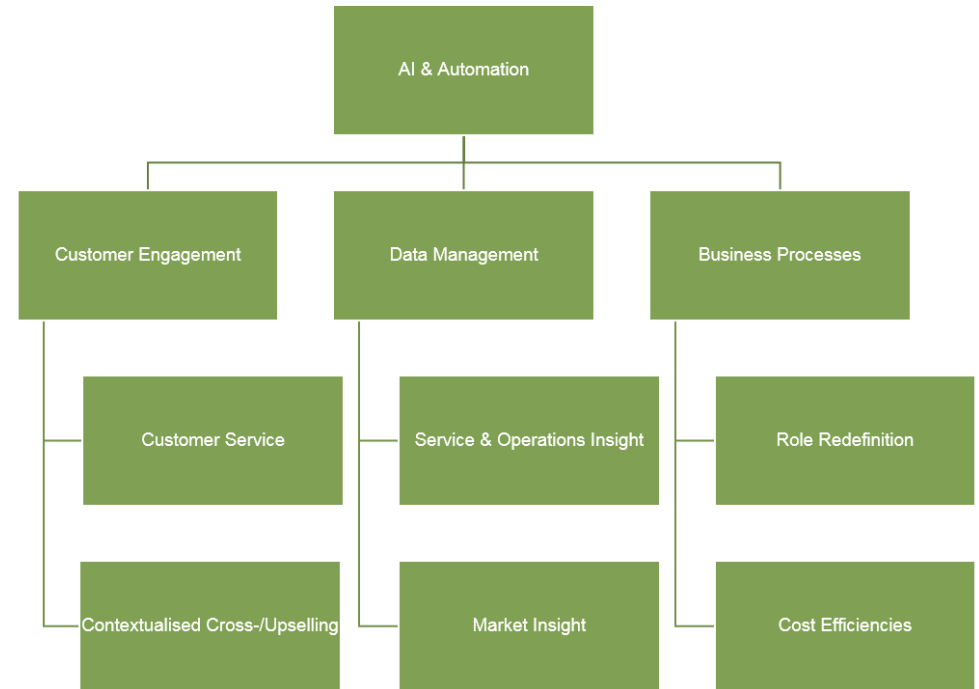 AI & Automation
Customer Engagement
Data Management
Business Processes
Customer Service
Service & Operations Insight
Role Redefinition
Contextualised Cross-/Upselling
Market Insight
Cost Efficiencies